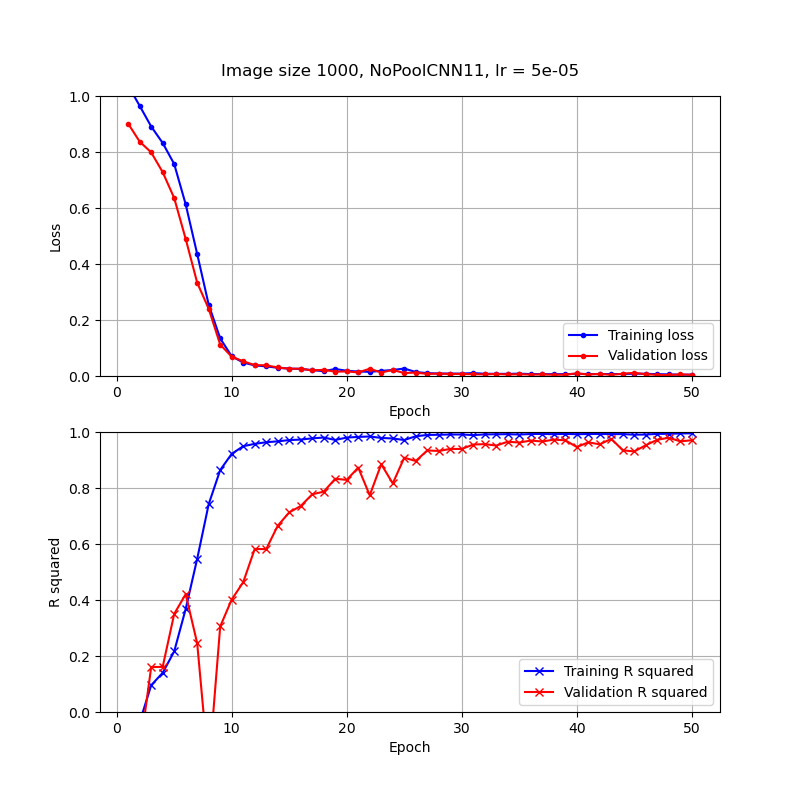 Image size 1000, NoPoolCNN11, lr = 5e-05
1.0
0.8
0.6
0.4
0.2
0.0
Loss
Training loss
Validation loss
0 10 20 30 40 50
Epoch
1.0
0.8
0.6
0.4
0.2
0.0
R squared
Training R squared
Validation R squared
0 10 20 30 40 50
Epoch